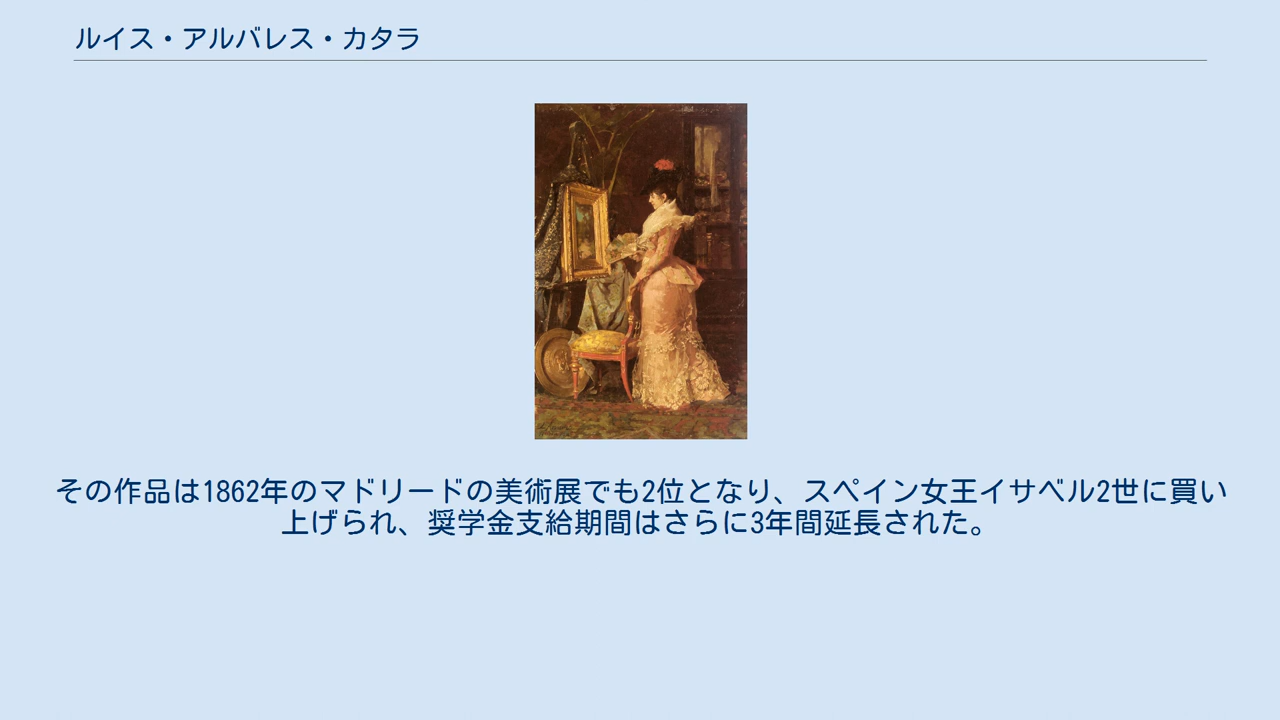 ルイス・アルバレス・カタラ
その作品は1862年のマドリードの美術展でも2位となり、スペイン女王イサベル2世に買い
上げられ、奨学金支給期間はさらに3年間延長された。